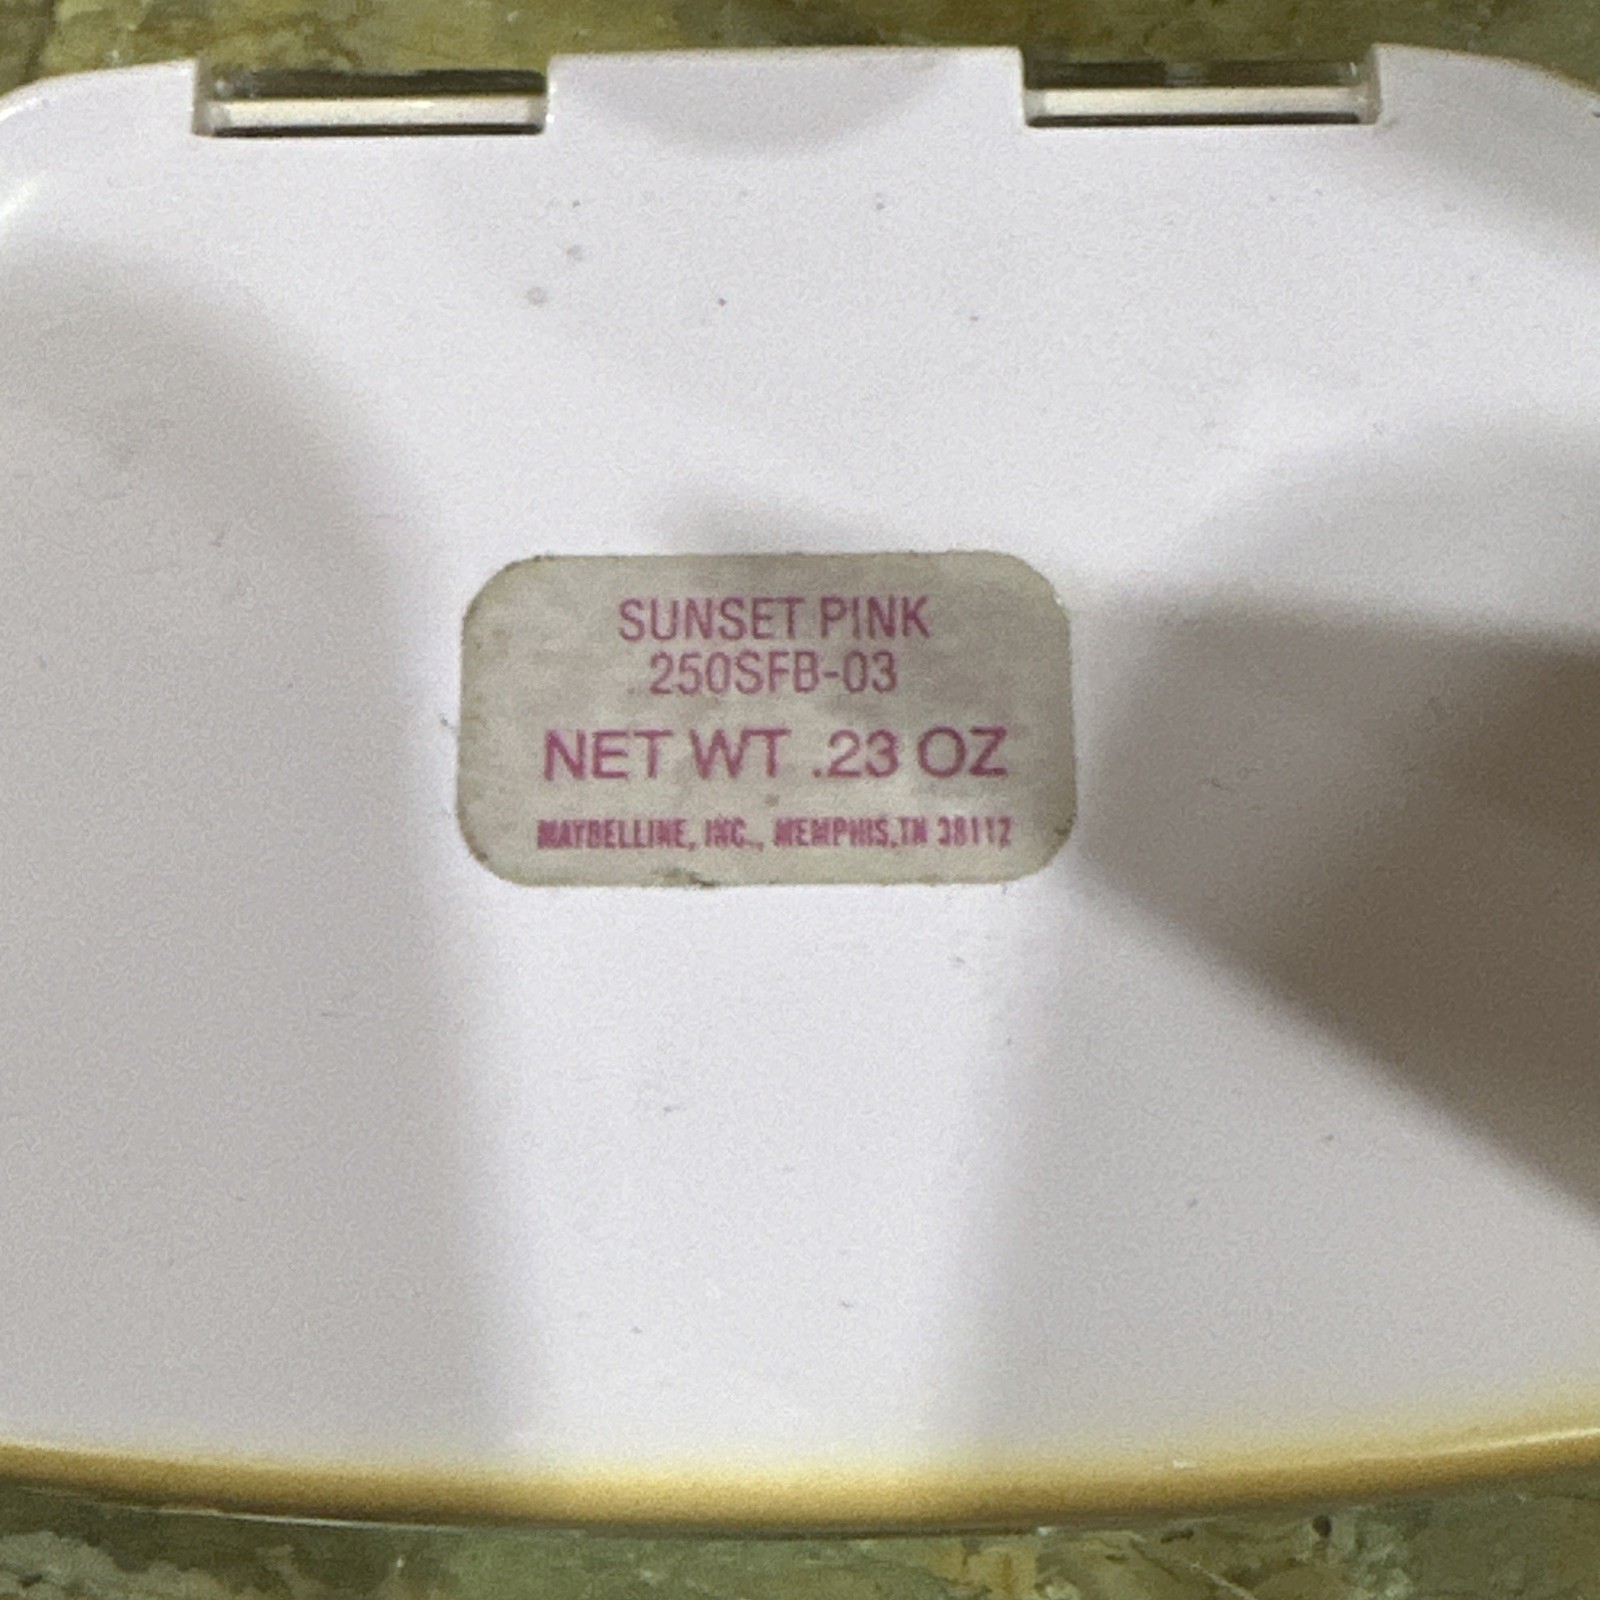 SUNSET PINK
250SFB-03
NET WT .23 OZ
MAYBELLINE, INC., MEMPHIS, TN 38112